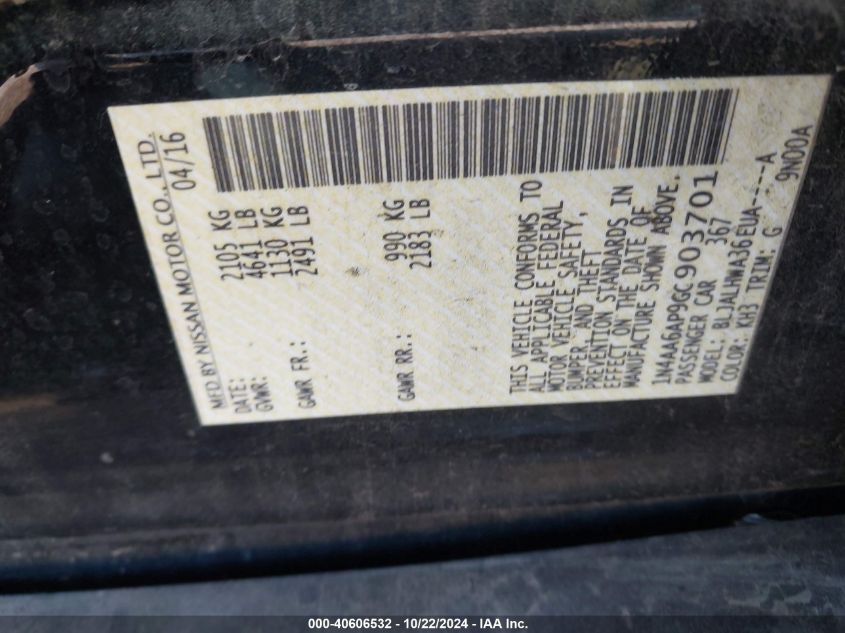 MFD BY NISSAN MOTOR CO., LTD.
DATE: 04/16
GVWR: 2105 KG
4641 LB
GAWR FR.: 1130 KG
2491 LB
GAWR RR.: 990 KG
2183 LB
THIS VEHICLE CONFORMS TO
ALL APPLICABLE FEDERAL
MOTOR VEHICLE SAFETY,
BUMPER, AND THEFT
PREVENTION STANDARDS IN
EFFECT ON THE DATE OF
MANUFACTURE SHOWN ABOVE.
1N4AA6AP9GC903701
PASSENGER CAR 367
MODEL: BLJALHWA36EUA----A
COLOR: KH3 TRIM: G 9N00A
000-40606532 - 10/22/2024 - IAA Inc.